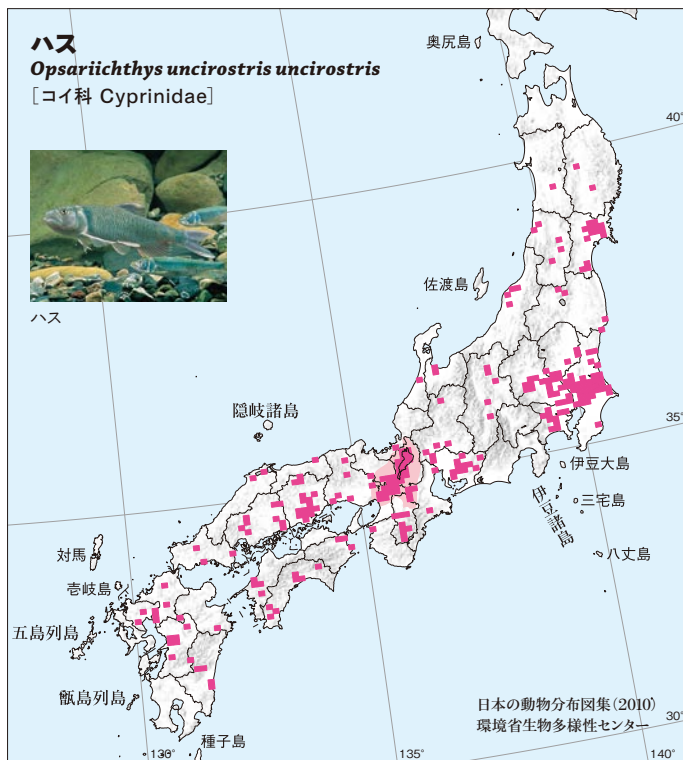 ハス
Opsariichthys uncirostris uncirostris
［コイ科 Cyprinidae］
ハス
奥尻島
40°
佐渡島
隠岐諸島
35°
伊豆大島
伊豆諸島
三宅島
八丈島
対馬
壱岐島
五島列島
甑島列島
種子島
日本の動物分布図集（2010）
環境省生物多様性センター
30°
130°
135°
140°